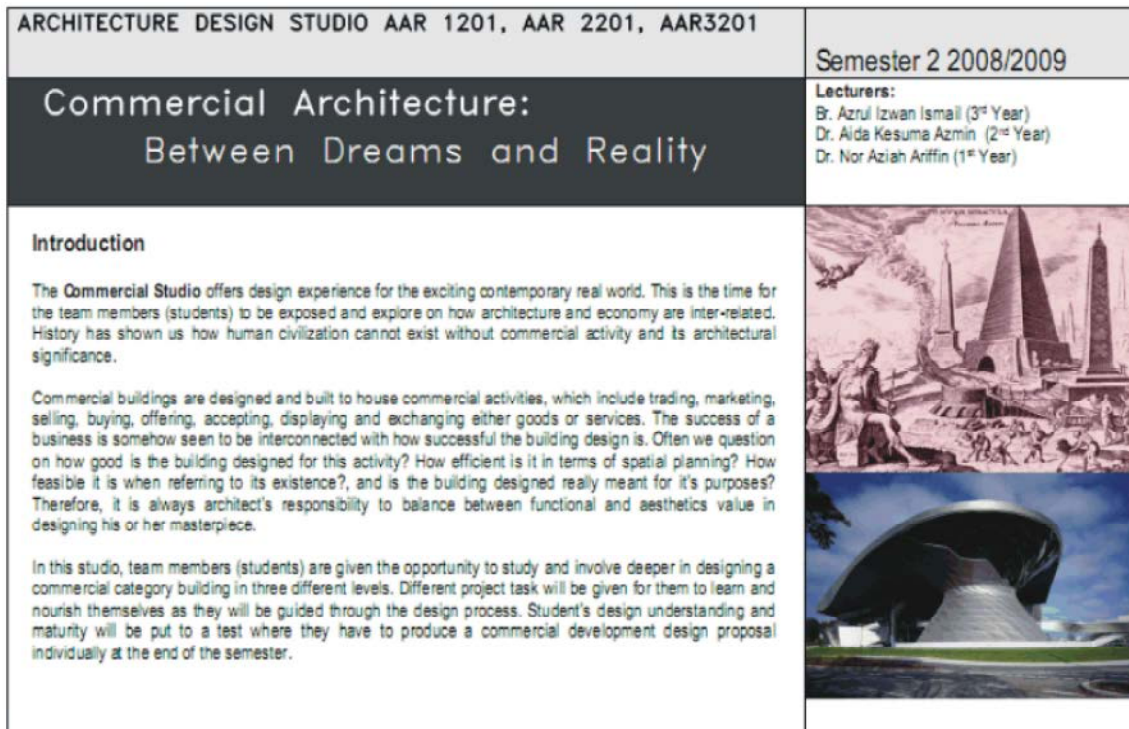 ARCHITECTURE DESIGN STUDIO AAR 1201, AAR 2201, AAR3201
Semester 2 2008/2009
Commercial Architecture:
Between Dreams and Reality
Lecturers:
Br. Azrul Izwan Ismail (3rd Year)
Dr. Aida Kesuma Azmin (2nd Year)
Dr. Nor Aziah Ariffin (1st Year)
Introduction
The Commercial Studio offers design experience for the exciting contemporary real world. This is the time for
the team members (students) to be exposed and explore on how architecture and economy are inter-related.
History has shown us how human civilization cannot exist without commercial activity and its architectural
significance.
Commercial buildings are designed and built to house commercial activities, which include trading, marketing,
selling, buying, offering, accepting, displaying and exchanging either goods or services. The success of a
business is somehow seen to be interconnected with how successful the building design is. Often we question
on how good is the building designed for this activity? How efficient is it in terms of spatial planning? How
feasible it is when referring to its existence?, and is the building designed really meant for it's purposes?
Therefore, it is always architect's responsibility to balance between functional and aesthetics value in
designing his or her masterpiece.
In this studio, team members (students) are given the opportunity to study and involve deeper in designing a
commercial category building in three different levels. Different project task will be given for them to learn and
nourish themselves as they will be guided through the design process. Student's design understanding and
maturity will be put to a test where they have to produce a commercial development design proposal
individually at the end of the semester.